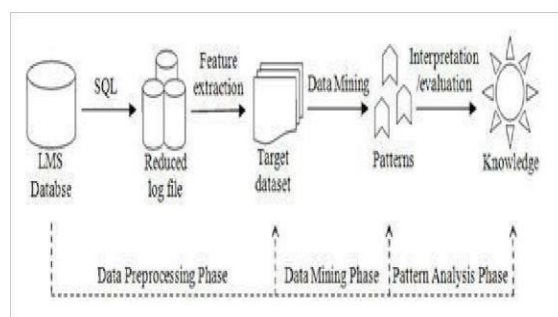 SQL
Feature
extraction
Data Mining
Interpretation
/evaluation
LMS
Databse
Reduced
log file
Target
dataset
Patterns
Knowledge
Data Preprocessing Phase
Data Mining Phase
Pattern Analysis Phase